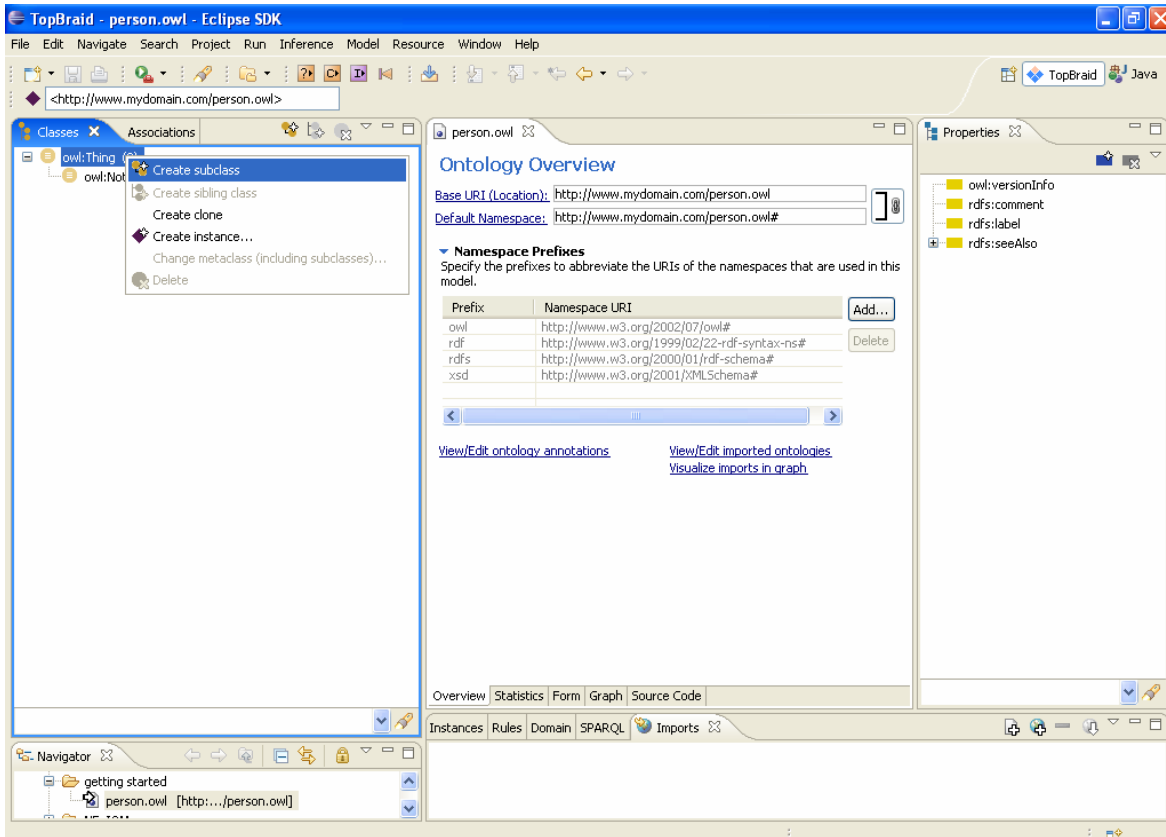 TopBraid - person.owl - Eclipse SDK
File Edit Navigate Search Project Run Inference Model Resource Window Help
TopBraid Java
<http://www.mydomain.com/person.owl>
Classes Associations
owl:Thing
owl:Not
Create subclass
Create sibling class
Create clone
Create instance...
Change metaclass (including subclasses)...
Delete
person.owl
Ontology Overview
Base URI (Location): http://www.mydomain.com/person.owl
Default Namespace: http://www.mydomain.com/person.owl#
Namespace Prefixes
Specify the prefixes to abbreviate the URIs of the namespaces that are used in this
model.
Prefix Namespace URI
owl http://www.w3.org/2002/07/owl#
rdf http://www.w3.org/1999/02/22-rdf-syntax-ns#
rdfs http://www.w3.org/2000/01/rdf-schema#
xsd http://www.w3.org/2001/XMLSchema#
Add...
Delete
View/Edit ontology annotations View/Edit imported ontologies
Visualize imports in graph
Overview Statistics Form Graph Source Code
Properties
owl:versionInfo
rdfs:comment
rdfs:label
rdfs:seeAlso
Instances Rules Domain SPARQL Imports
Navigator
getting started
person.owl [http:.../person.owl]